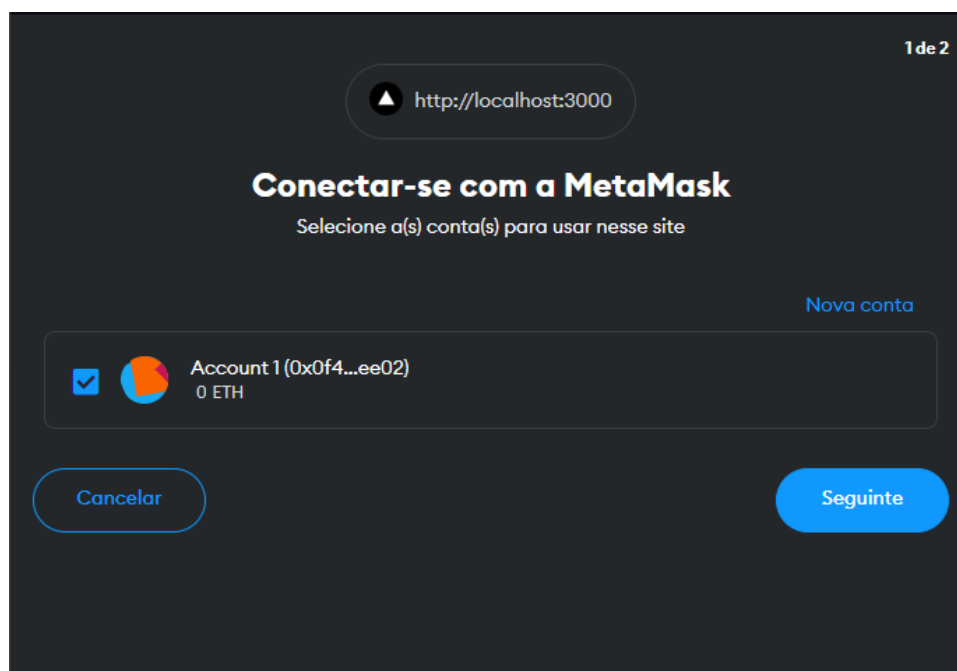 1 de 2
http://localhost:3000
Conectar-se com a MetaMask
Selecione a(s) conta(s) para usar nesse site
Nova conta
Account 1 (0x0f4...ee02)
0 ETH
Cancelar
Seguinte